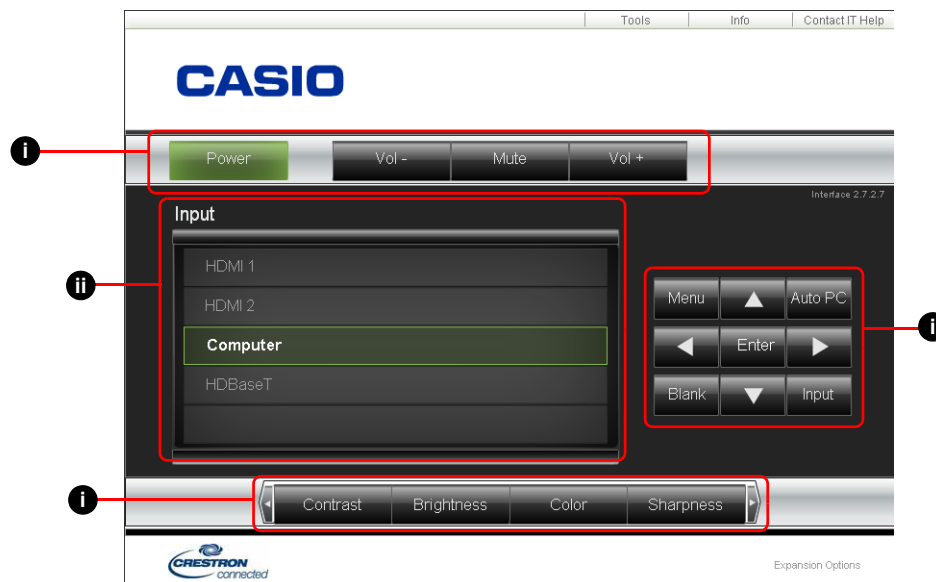 Tools Info Contact IT Help
CASIO
i
Power Vol - Mute Vol +
Interface 2.7.2.7
Input
HDMI 1
ii
HDMI 2
Menu Auto PC
i
Computer
Enter
HDBaseT
Blank Input
i
Contrast Brightness Color Sharpness
CRESTRON
connected
Expansion Options